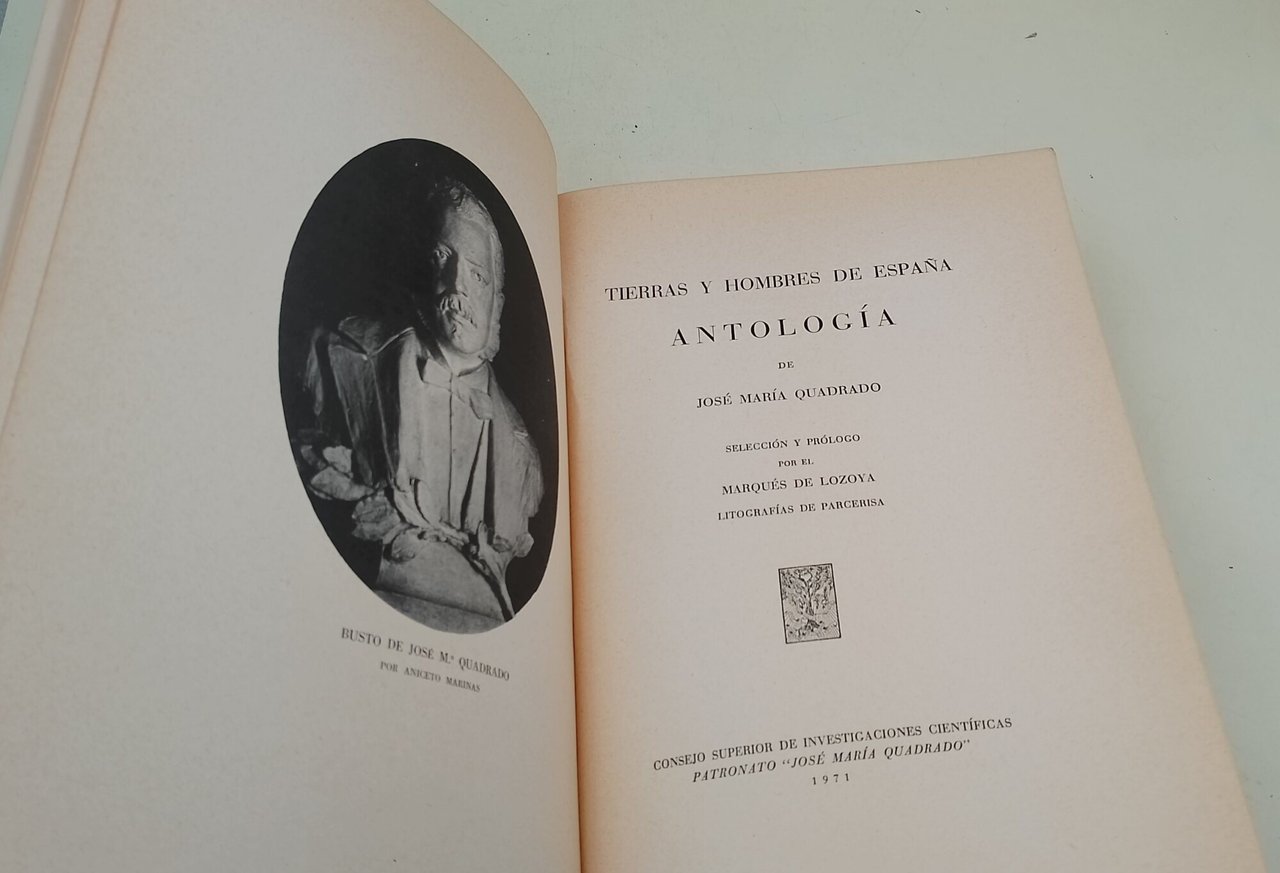 BUSTO DE JOSÉ M.ª QUADRADO
POR ANICETO MARINAS
TIERRAS Y HOMBRES DE ESPAÑA
ANTOLOGÍA
DE
JOSÉ MARÍA QUADRADO
SELECCIÓN Y PRÓLOGO
POR EL
MARQUÉS DE LOZOYA
LITOGRAFÍAS DE PARCERISA
CONSEJO SUPERIOR DE INVESTIGACIONES CIENTÍFICAS
PATRONATO “JOSÉ MARÍA QUADRADO”
1971